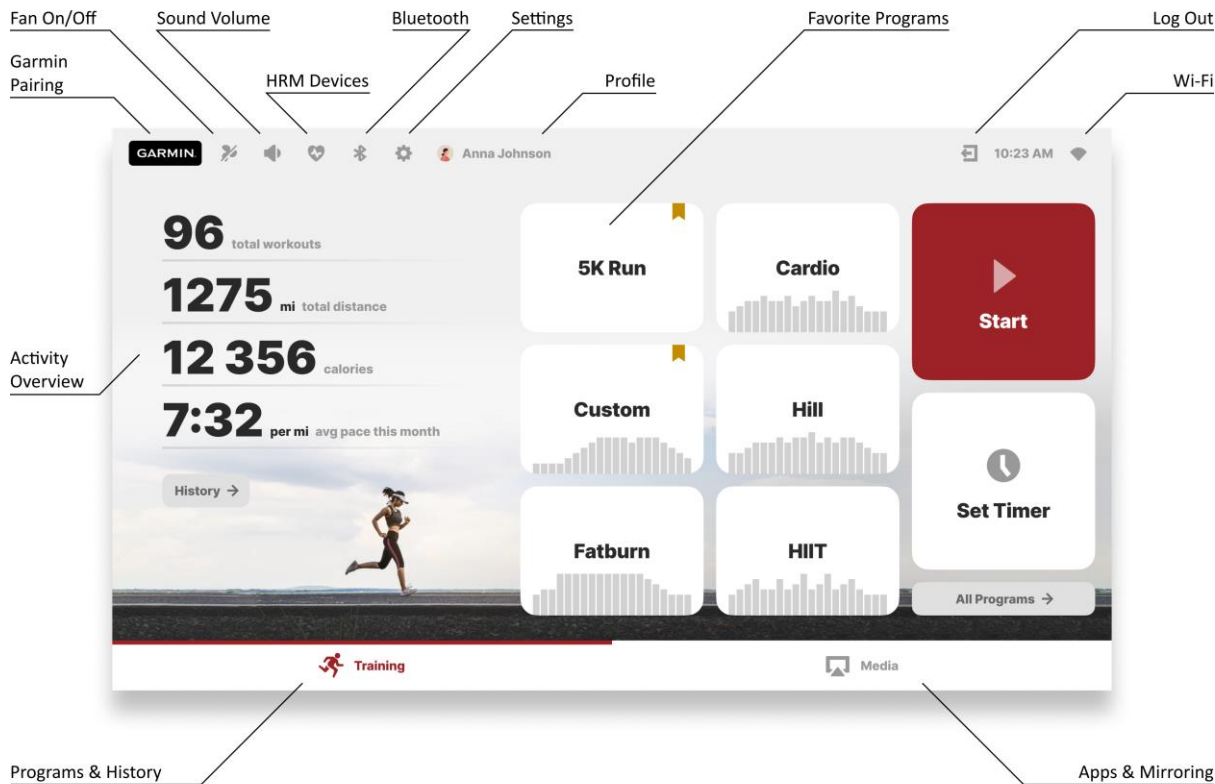 Fan On/Off
Sound Volume
Bluetooth
Settings
Favorite Programs
Log Out
Garmin
Pairing
HRM Devices
Profile
Wi-Fi
GARMIN.
Anna Johnson
10:23 AM
96 total workouts
1275 mi total distance
12 356 calories
7:32 per mi avg pace this month
History →
Activity
Overview
5K Run
Cardio
Start
Custom
Hill
Set Timer
Fatburn
HIIT
All Programs →
Training
Media
Programs & History
Apps & Mirroring